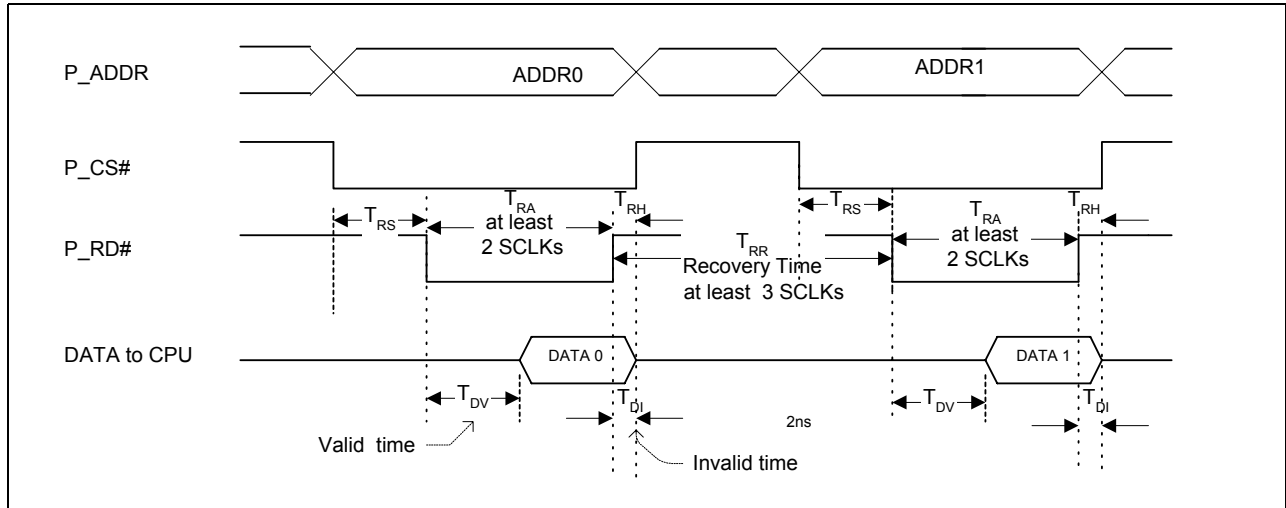 P_ADDR
ADDR0
ADDR1
P_CS#
TRS
TRA
at least
2 SCLKs
TRH
TRS
TRA
at least
2 SCLKs
TRH
P_RD#
TRR
Recovery Time
at least 3 SCLKs
DATA to CPU
DATA 0
DATA 1
TDV
TDI
2ns
TDV
TDI
Valid time
Invalid time